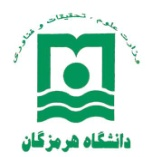 وزارت علوم ، تحقیقات و فناوری
دانشگاه هرمزگان